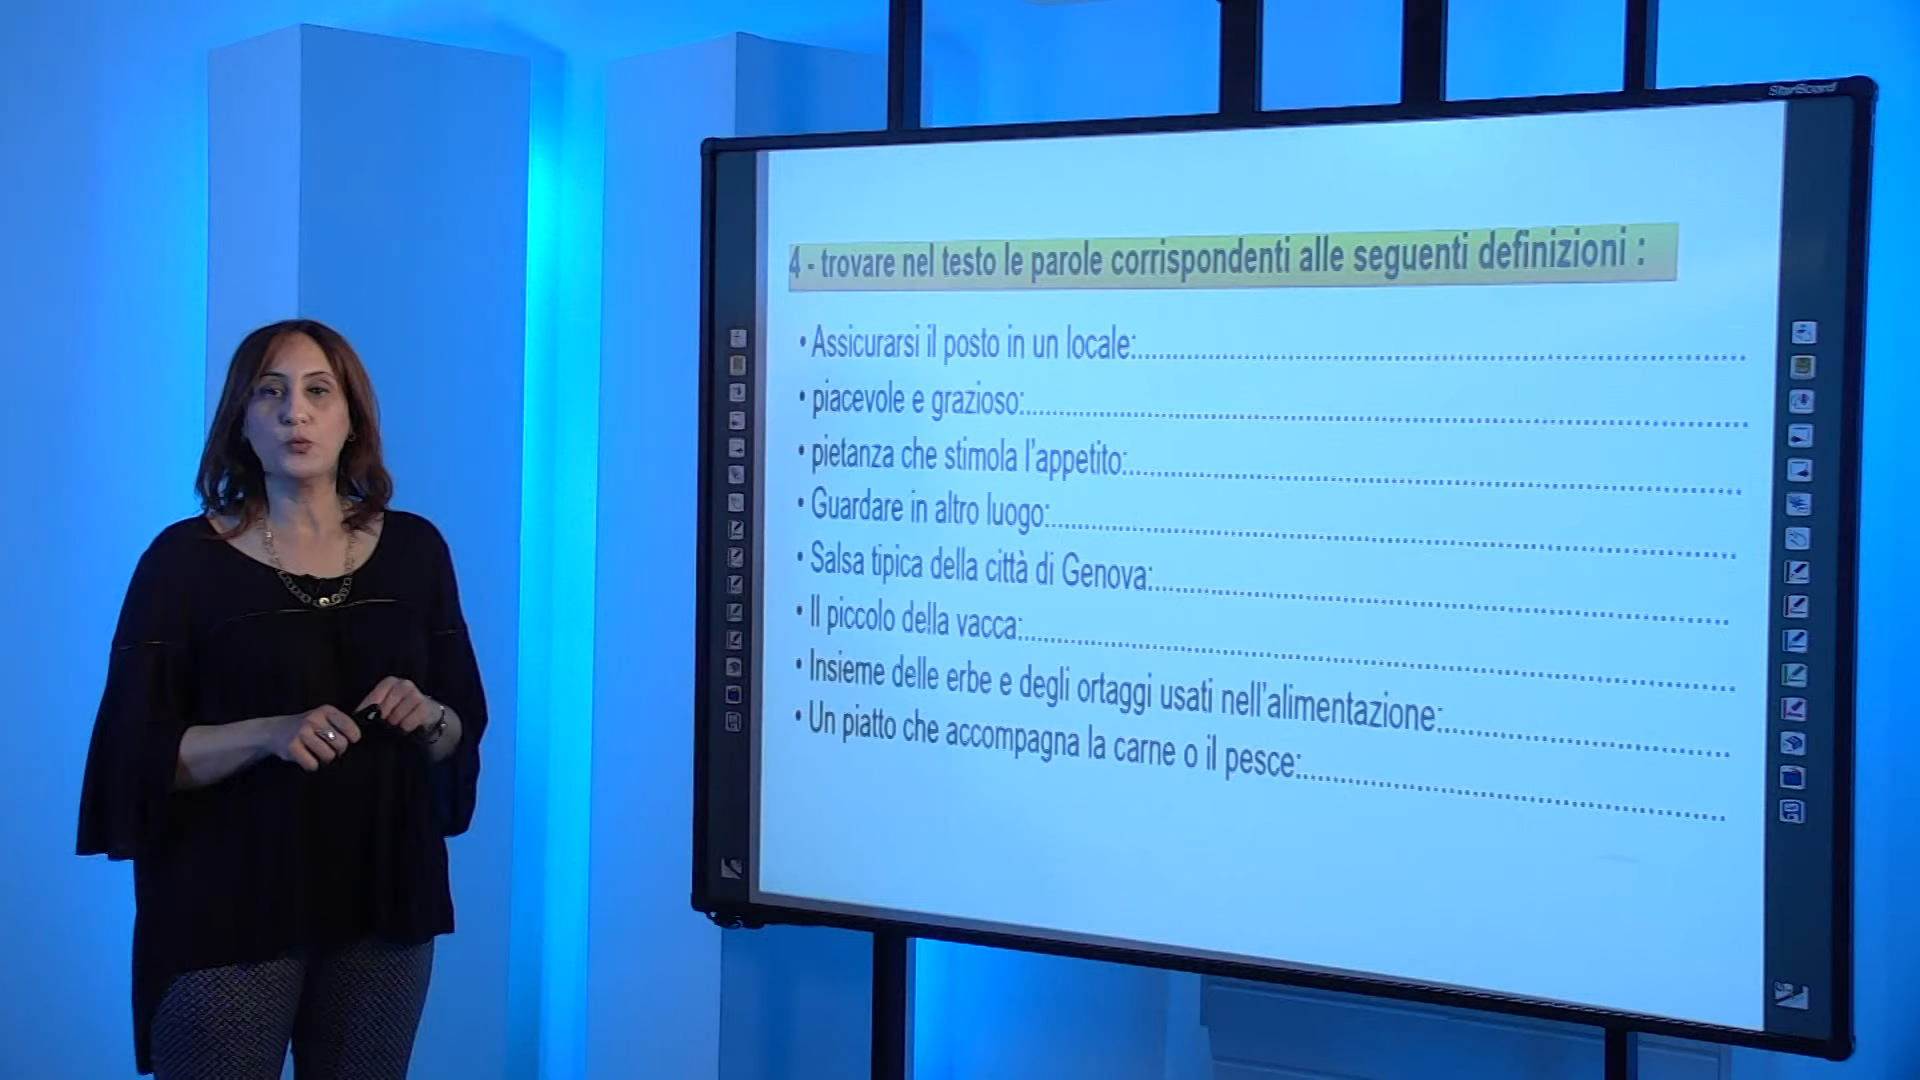 StarBoard
4 - trovare nel testo le parole corrispondenti alle seguenti definizioni :
• Assicurarsi il posto in un locale:..........................................................................................
• piacevole e grazioso:..........................................................................................
• pietanza che stimola l'appetito:..........................................................................................
• Guardare in altro luogo:..........................................................................................
• Salsa tipica della città di Genova:..........................................................................................
• Il piccolo della vacca:..........................................................................................
• Insieme delle erbe e degli ortaggi usati nell'alimentazione:..........................................
• Un piatto che accompagna la carne o il pesce:..........................................................